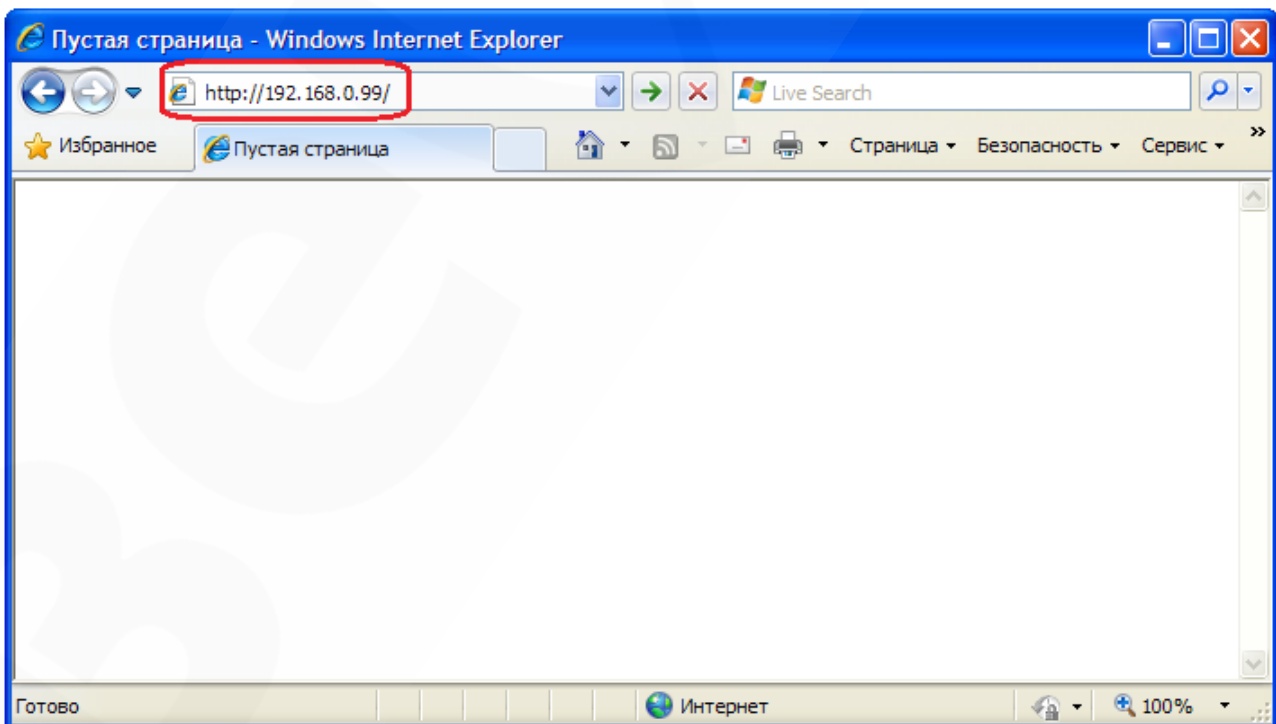 Пустая страница - Windows Internet Explorer
http://192.168.0.99/
Live Search
Избранное
Пустая страница
Страница
Безопасность
Сервис
»
Готово
Интернет
100%